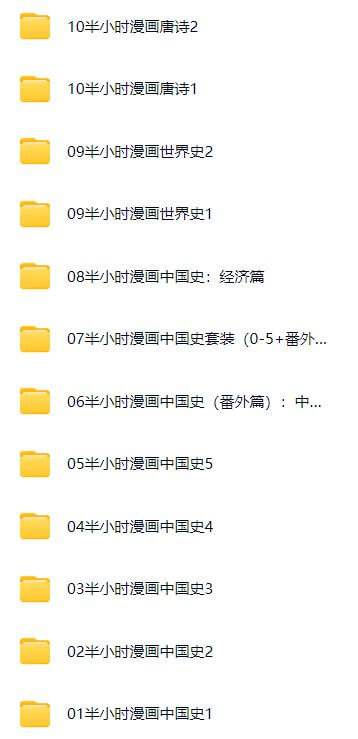 10半小时漫画唐诗2
10半小时漫画唐诗1
09半小时漫画世界史2
09半小时漫画世界史1
08半小时漫画中国史：经济篇
07半小时漫画中国史套装（0-5+番外...
06半小时漫画中国史（番外篇）：中...
05半小时漫画中国史5
04半小时漫画中国史4
03半小时漫画中国史3
02半小时漫画中国史2
01半小时漫画中国史1